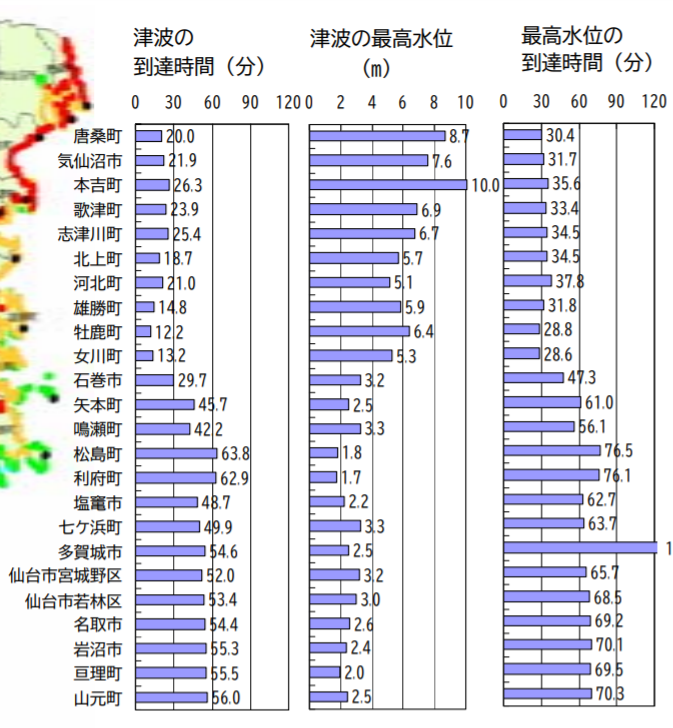 津波の
到達時間（分）
津波の最高水位
（m）
最高水位の
到達時間（分）
0 30 60 90 120 0 2 4 6 8 10 0 30 60 90 120
唐桑町 20.0 8.7 30.4
気仙沼市 21.9 7.6 31.7
本吉町 26.3 10.0 35.6
歌津町 23.9 6.9 33.4
志津川町 25.4 6.7 34.5
北上町 18.7 5.7 34.5
河北町 21.0 5.1 37.8
雄勝町 14.8 5.9 31.8
牡鹿町 12.2 6.4 28.8
女川町 13.2 5.3 28.6
石巻市 29.7 3.2 47.3
矢本町 45.7 2.5 61.0
鳴瀬町 42.2 3.3 56.1
松島町 63.8 1.8 76.5
利府町 62.9 1.7 76.1
塩竈市 48.7 2.2 62.7
七ケ浜町 49.9 3.3 63.7
多賀城市 54.6 2.5 1
仙台市宮城野区 52.0 3.2 65.7
仙台市若林区 53.4 3.0 68.5
名取市 54.4 2.6 69.2
岩沼市 55.3 2.4 70.1
亘理町 55.5 2.0 69.5
山元町 56.0 2.5 70.3